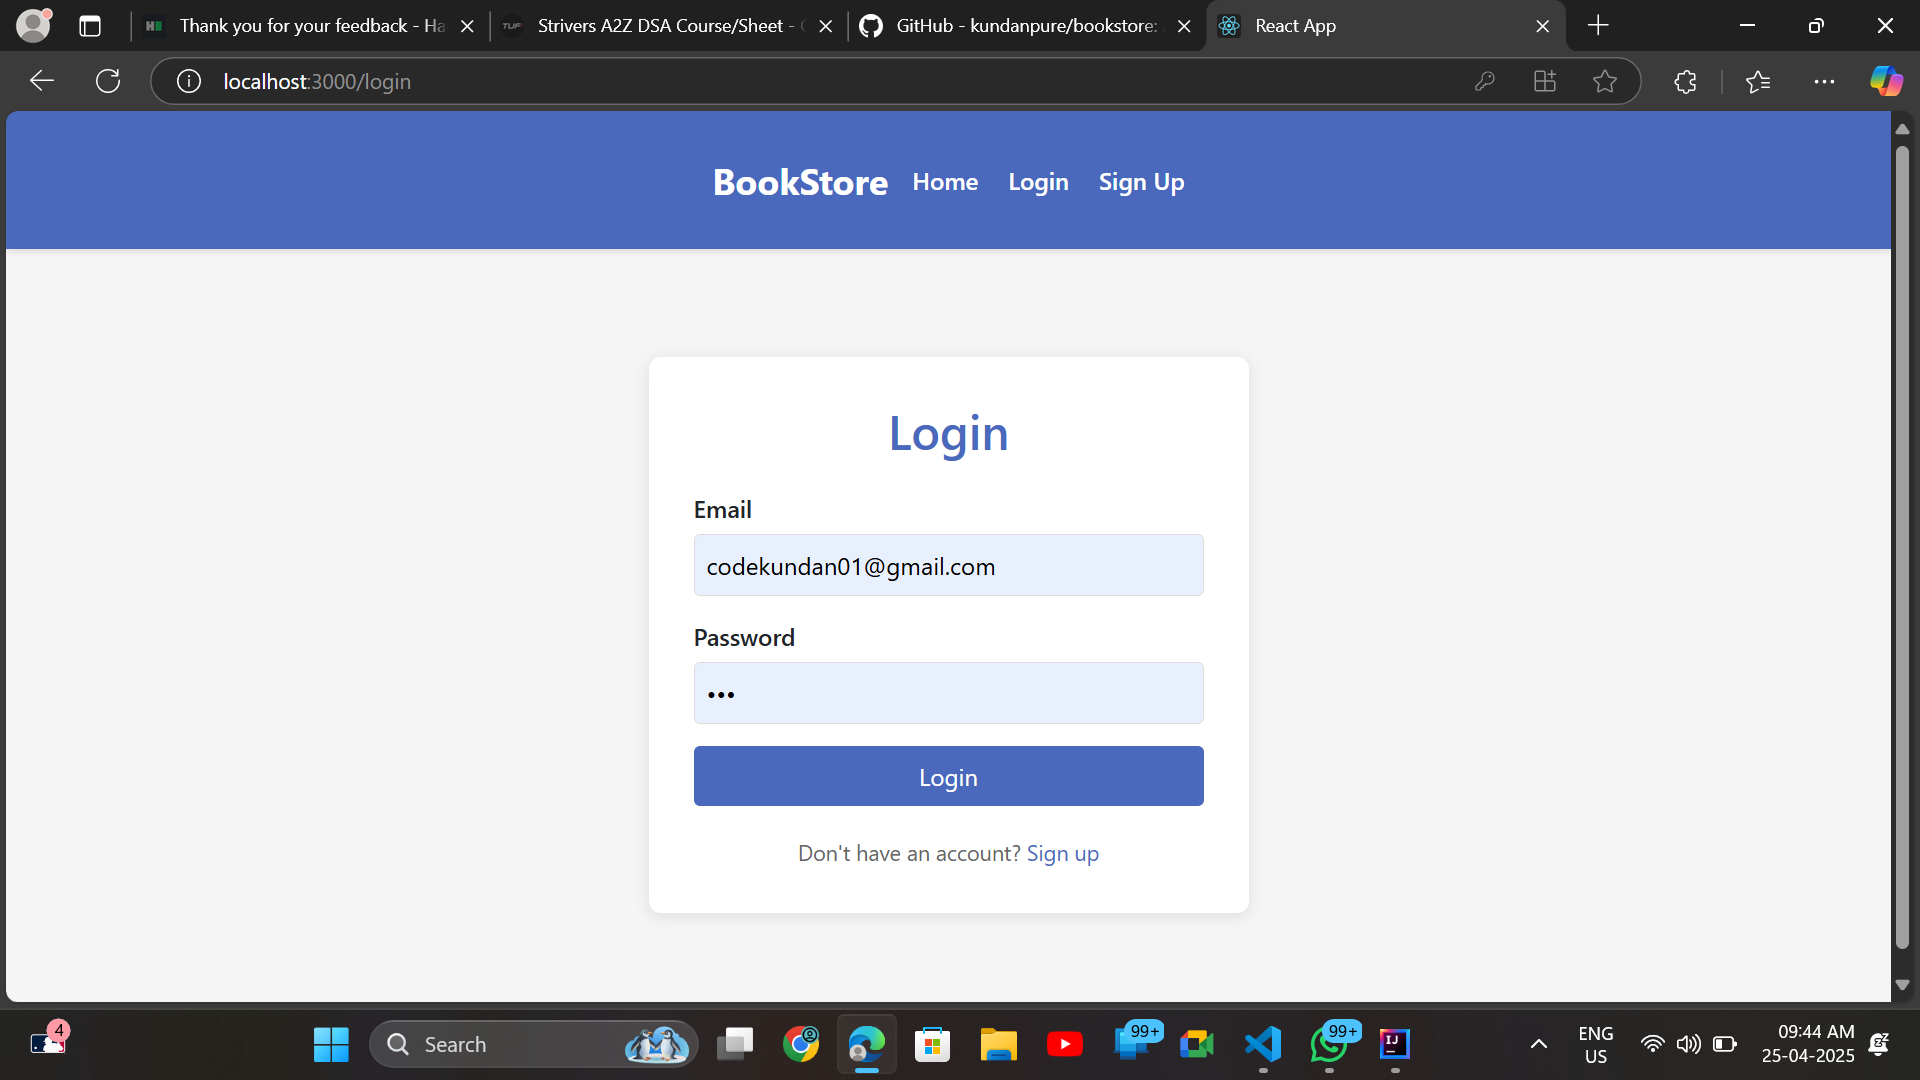 Thank you for your feedback - Ha
Strivers A2Z DSA Course/Sheet -
GitHub - kundanpure/bookstore:
React App
localhost:3000/login
BookStore
Home
Login
Sign Up
Login
Email
codekundan01@gmail.com
Password
•••
Login
Don't have an account? Sign up
4
Search
99+
99+
IJ
ENG
US
09:44 AM
25-04-2025